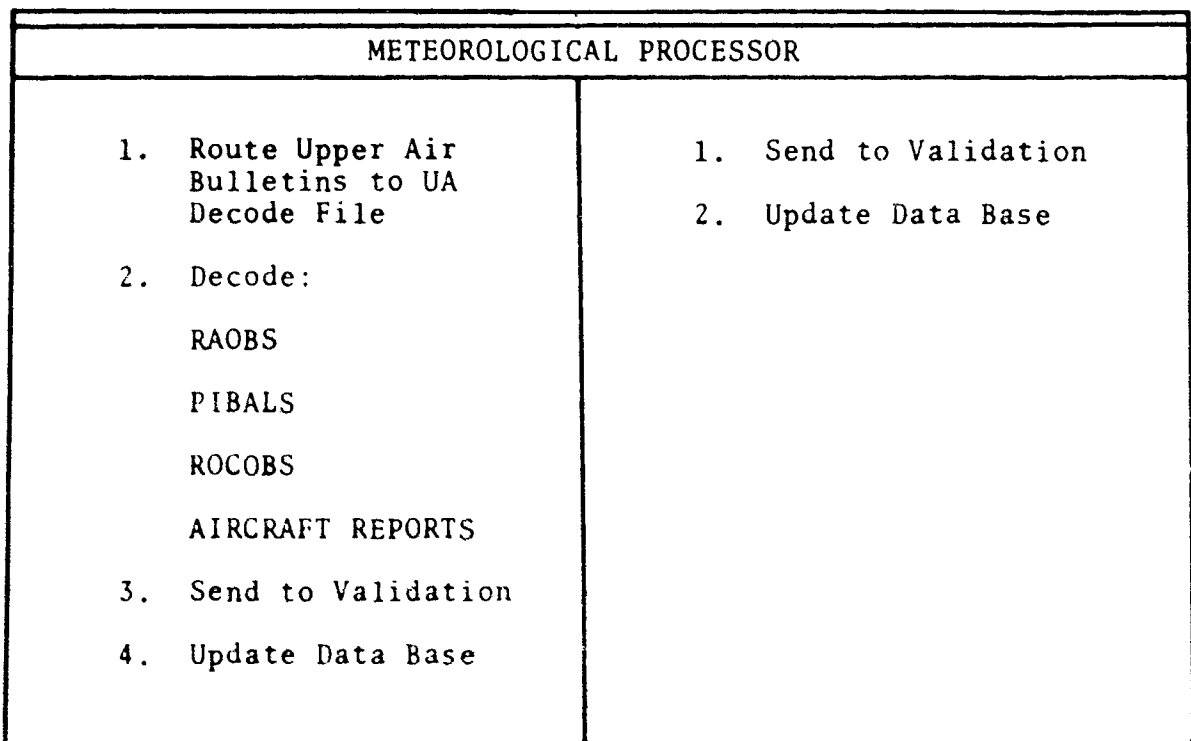 METEOROLOGICAL PROCESSOR
1. Route Upper Air
Bulletins to UA
Decode File
2. Decode:
RAOBS
PIBALS
ROCOBS
AIRCRAFT REPORTS
3. Send to Validation
4. Update Data Base
1. Send to Validation
2. Update Data Base